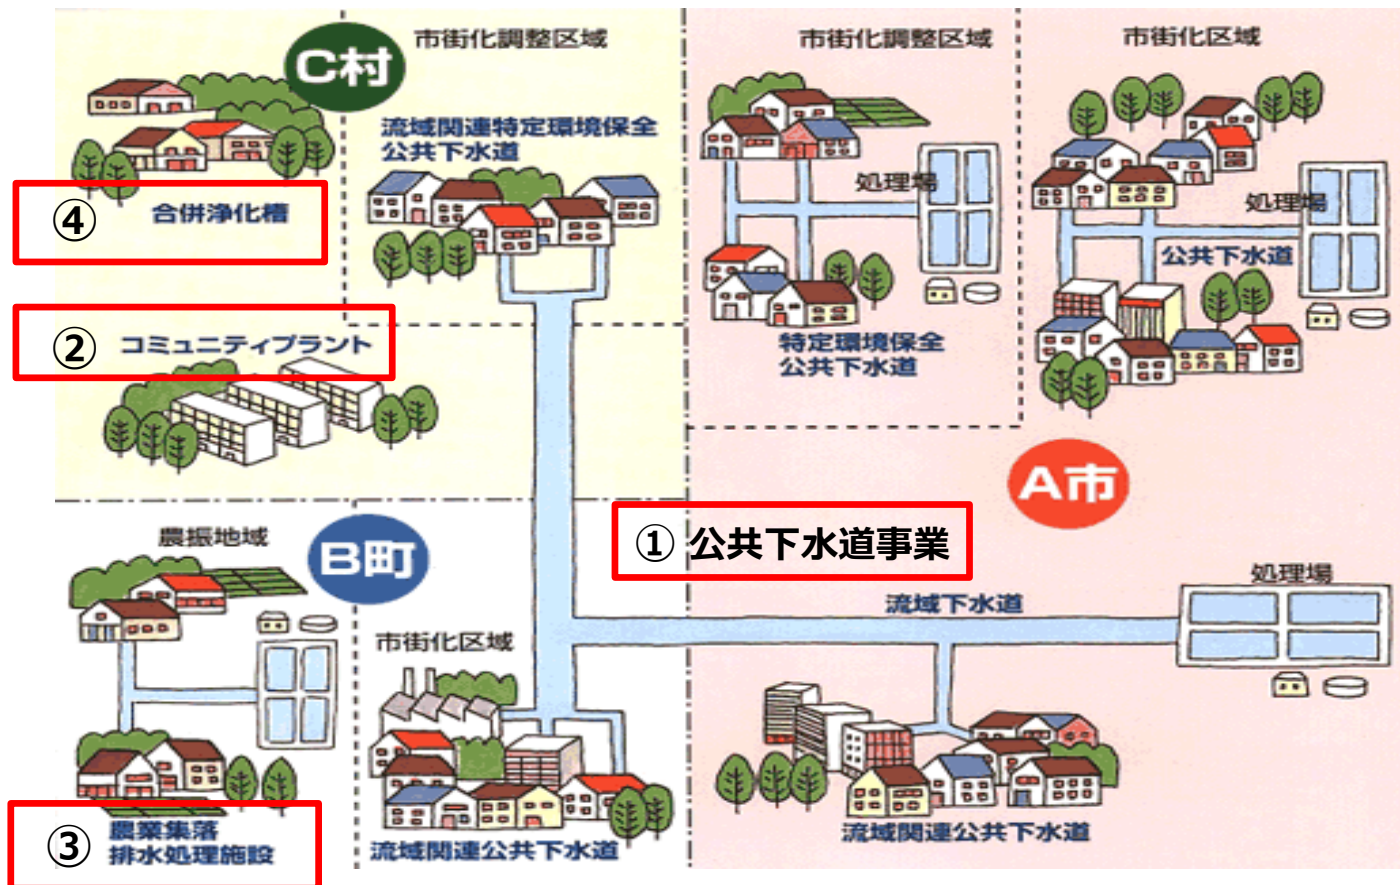 C村
市街化調整区域
流域関連特定環境保全
公共下水道
④ 合併浄化槽
② コミュニティプラント
市街化調整区域
処理場
特定環境保全
公共下水道
市街化区域
処理場
公共下水道
A市
① 公共下水道事業
農振地域
B町
市街化区域
流域関連公共下水道
③ 農業集落
排水処理施設
流域下水道
処理場
流域関連公共下水道